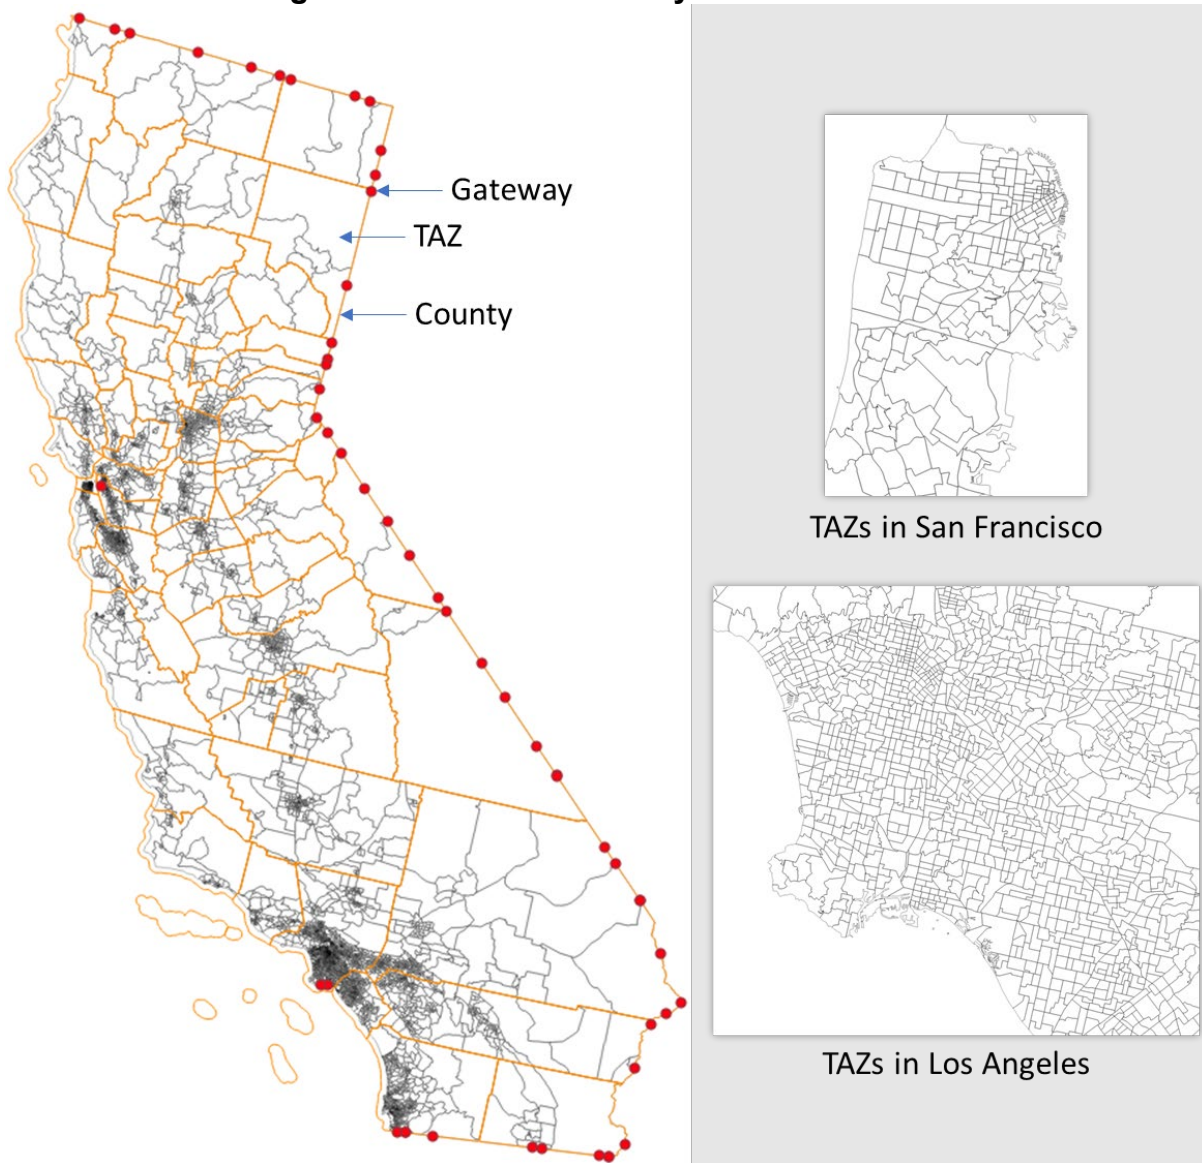 Gateway
TAZ
County
TAZs in San Francisco
TAZs in Los Angeles